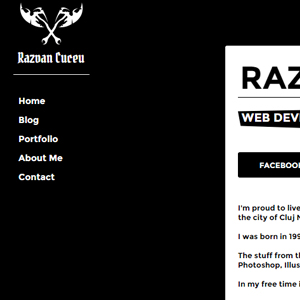 Razvan Cuceu
Home
Blog
Portfolio
About Me
Contact
RAZ
WEB DEV
FACEBOO
I'm proud to live
the city of Cluj
I was born in 199
The stuff from th
Photoshop, Illus
In my free time